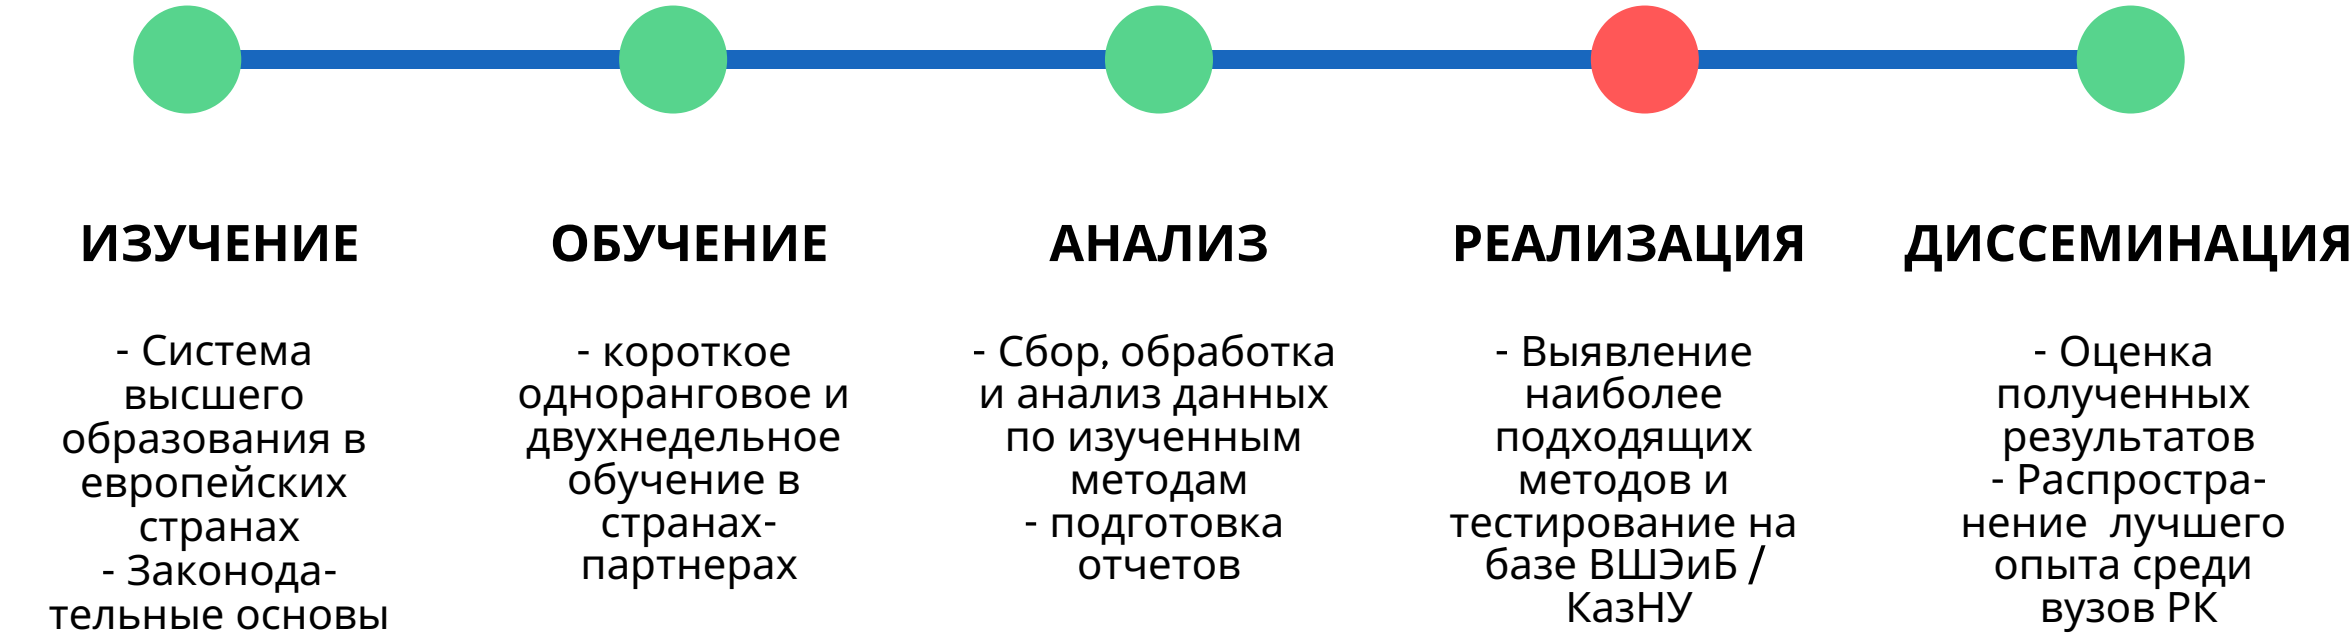 ИЗУЧЕНИЕ
- Система
высшего
образования в
европейских
странах
- Законода-
тельные основы
ОБУЧЕНИЕ
- короткое
одноранговое и
двухнедельное
обучение в
странах-
партнерах
АНАЛИЗ
- Сбор, обработка
и анализ данных
по изученным
методам
- подготовка
отчетов
РЕАЛИЗАЦИЯ
- Выявление
наиболее
подходящих
методов и
тестирование на
базе ВШЭиБ /
КазНУ
ДИССЕМИНАЦИЯ
- Оценка
полученных
результатов
- Распростра-
нение лучшего
опыта среди
вузов РК